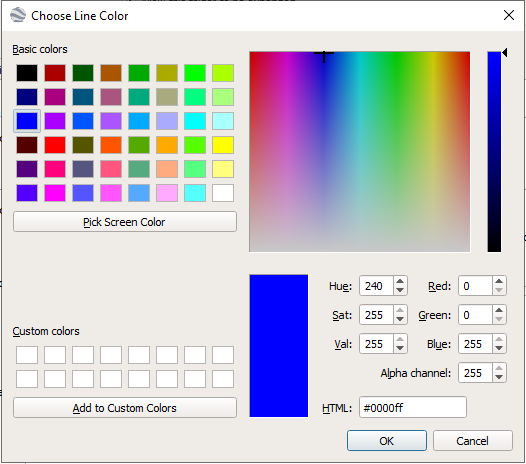 Choose Line Color
Basic colors
Pick Screen Color
Hue: 240
Red: 0
Sat: 255
Green: 0
Val: 255
Blue: 255
Alpha channel: 255
Custom colors
Add to Custom Colors
HTML: #0000ff
OK
Cancel